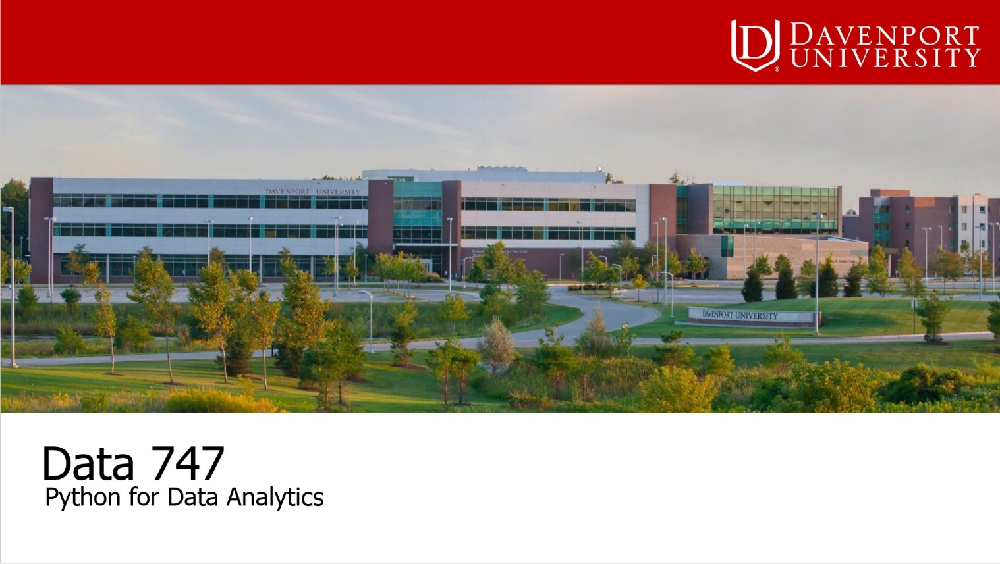 DAVENPORT
UNIVERSITY
D
®
DAVENPORT UNIVERSITY
DAVENPORT UNIVERSITY
Data 747
Python for Data Analytics